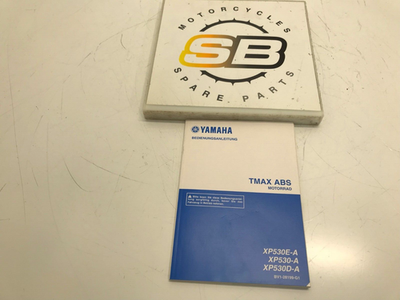 MOTORCYCLES
SB
SPARE PARTS
YAMAHA
BEDIENUNGSANLEITUNG
TMAX ABS
MOTORRAD
XP530E-A
XP530-A
XP530D-A